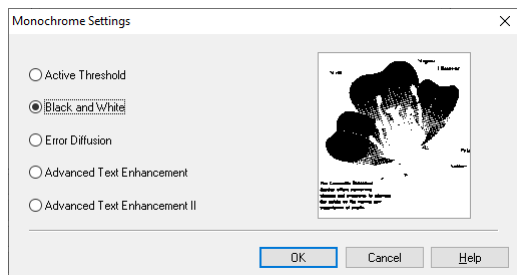 Monochrome Settings
Active Threshold
Black and White
Error Diffusion
Advanced Text Enhancement
Advanced Text Enhancement II
OK
Cancel
Help